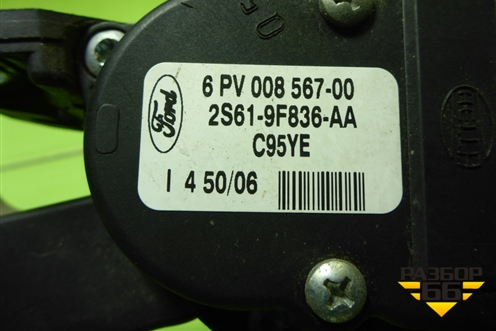 6 PV 008 567-00
2S61-9F836-AA
Ford
C95YE
I 4 50/06
HELLA
РАЗБОР
66